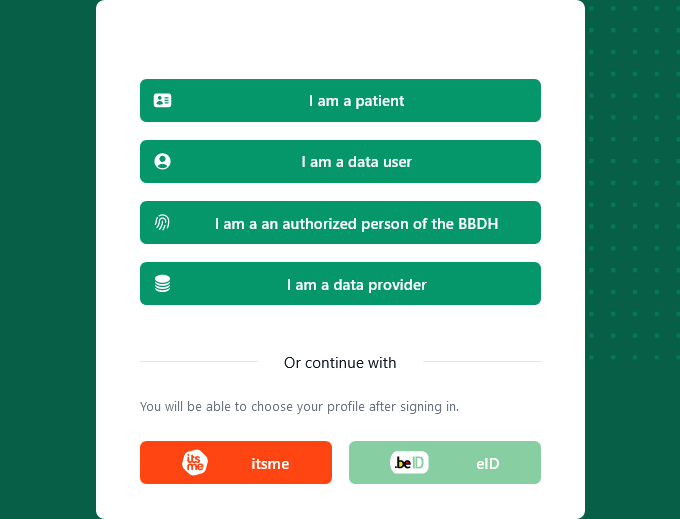 I am a patient
I am a data user
I am a an authorized person of the BBDH
I am a data provider
Or continue with
You will be able to choose your profile after signing in.
its me itsme
.beID eID